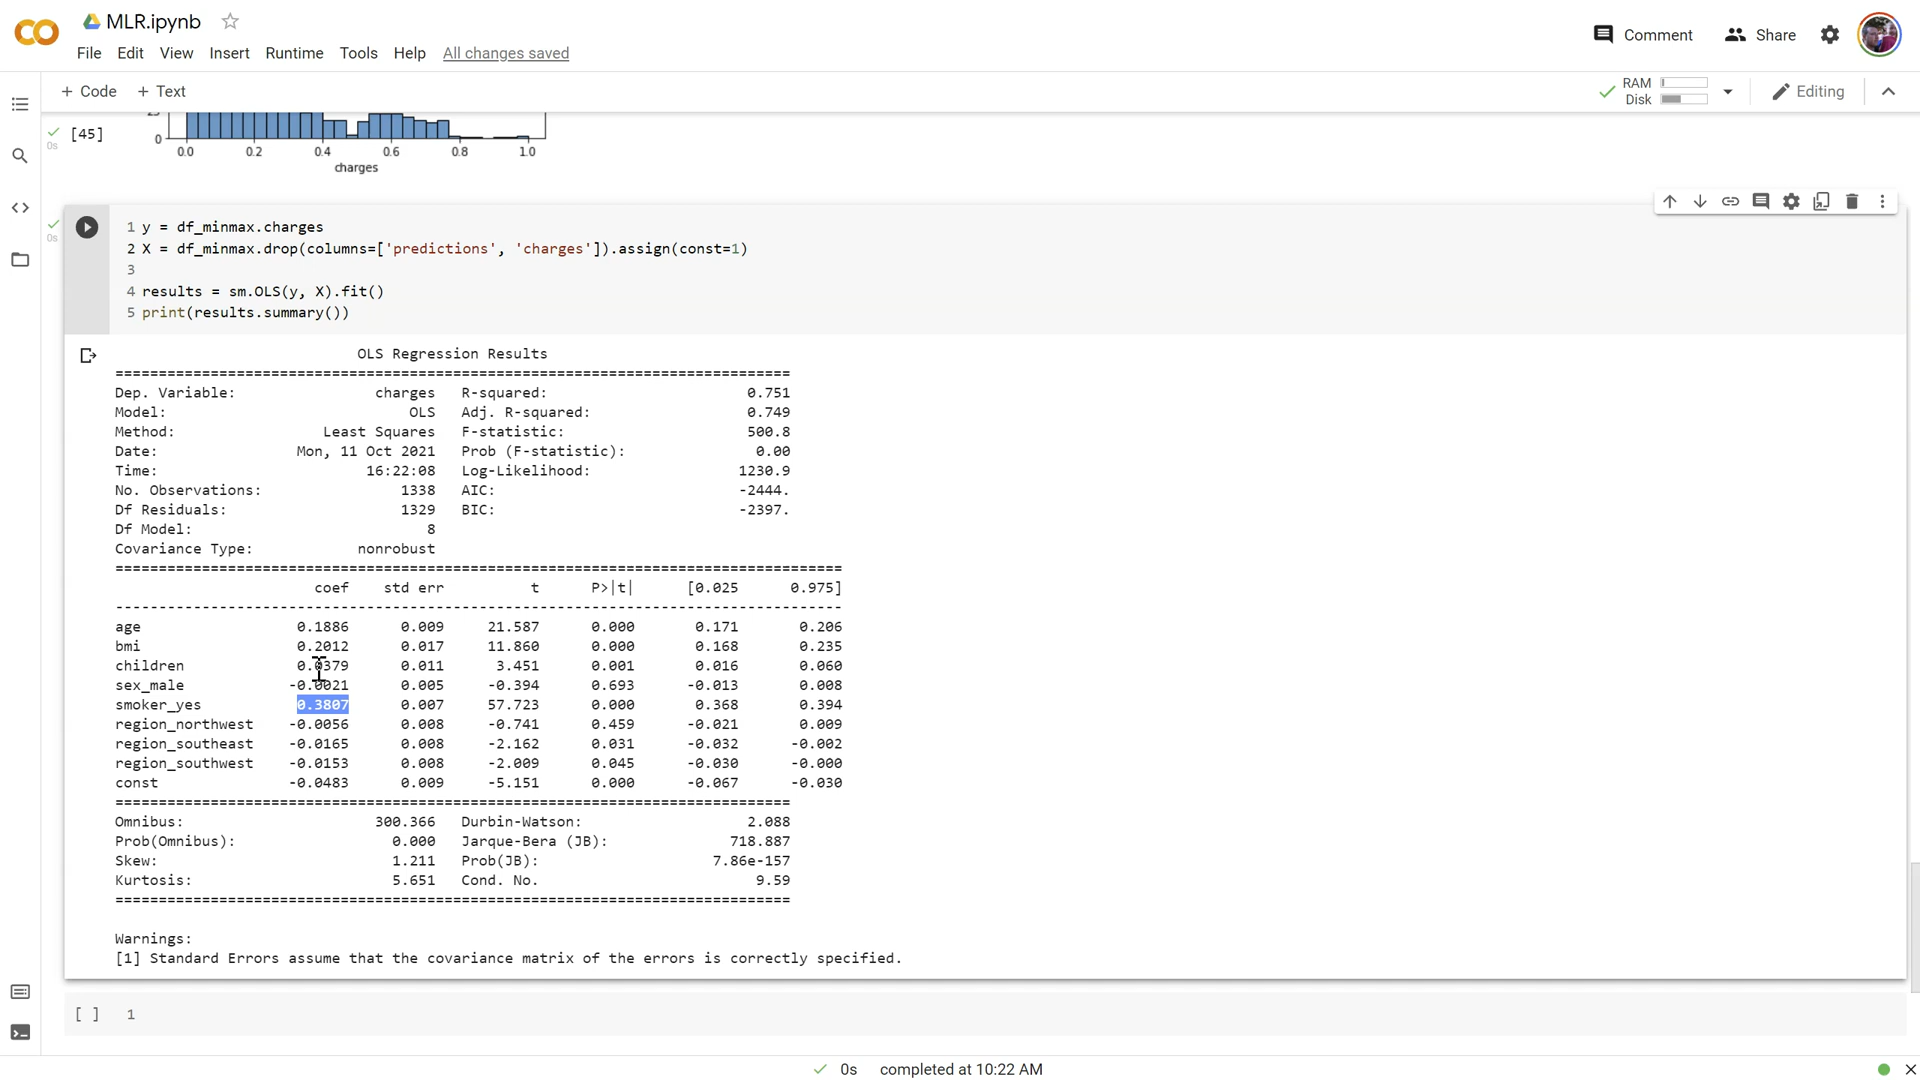 MLR.ipynb
File Edit View Insert Runtime Tools Help All changes saved
Comment Share
+ Code + Text
RAM
Disk
Editing
[45]
0s
0
0.0 0.2 0.4 0.6 0.8 1.0
charges
0s
1 y = df_minmax.charges
2 X = df_minmax.drop(columns=['predictions', 'charges']).assign(const=1)
3
4 results = sm.OLS(y, X).fit()
5 print(results.summary())
OLS Regression Results
==============================================================================
Dep. Variable: charges R-squared: 0.751
Model: OLS Adj. R-squared: 0.749
Method: Least Squares F-statistic: 500.8
Date: Mon, 11 Oct 2021 Prob (F-statistic): 0.00
Time: 16:22:08 Log-Likelihood: 1230.9
No. Observations: 1338 AIC: -2444.
Df Residuals: 1329 BIC: -2397.
Df Model: 8
Covariance Type: nonrobust
====================================================================================
coef std err t P>|t| [0.025 0.975]
------------------------------------------------------------------------------------
age 0.1886 0.009 21.587 0.000 0.171 0.206
bmi 0.2012 0.017 11.860 0.000 0.168 0.235
children 0.0379 0.011 3.451 0.001 0.016 0.060
sex_male -0.0021 0.005 -0.394 0.693 -0.013 0.008
smoker_yes 0.3807 0.007 57.723 0.000 0.368 0.394
region_northwest -0.0056 0.008 -0.741 0.459 -0.021 0.009
region_southeast -0.0165 0.008 -2.162 0.031 -0.032 -0.002
region_southwest -0.0153 0.008 -2.009 0.045 -0.030 -0.000
const -0.0483 0.009 -5.151 0.000 -0.067 -0.030
==============================================================================
Omnibus: 300.366 Durbin-Watson: 2.088
Prob(Omnibus): 0.000 Jarque-Bera (JB): 718.887
Skew: 1.211 Prob(JB): 7.86e-157
Kurtosis: 5.651 Cond. No. 9.59
==============================================================================
Warnings:
[1] Standard Errors assume that the covariance matrix of the errors is correctly specified.
[ ] 1
0s completed at 10:22 AM